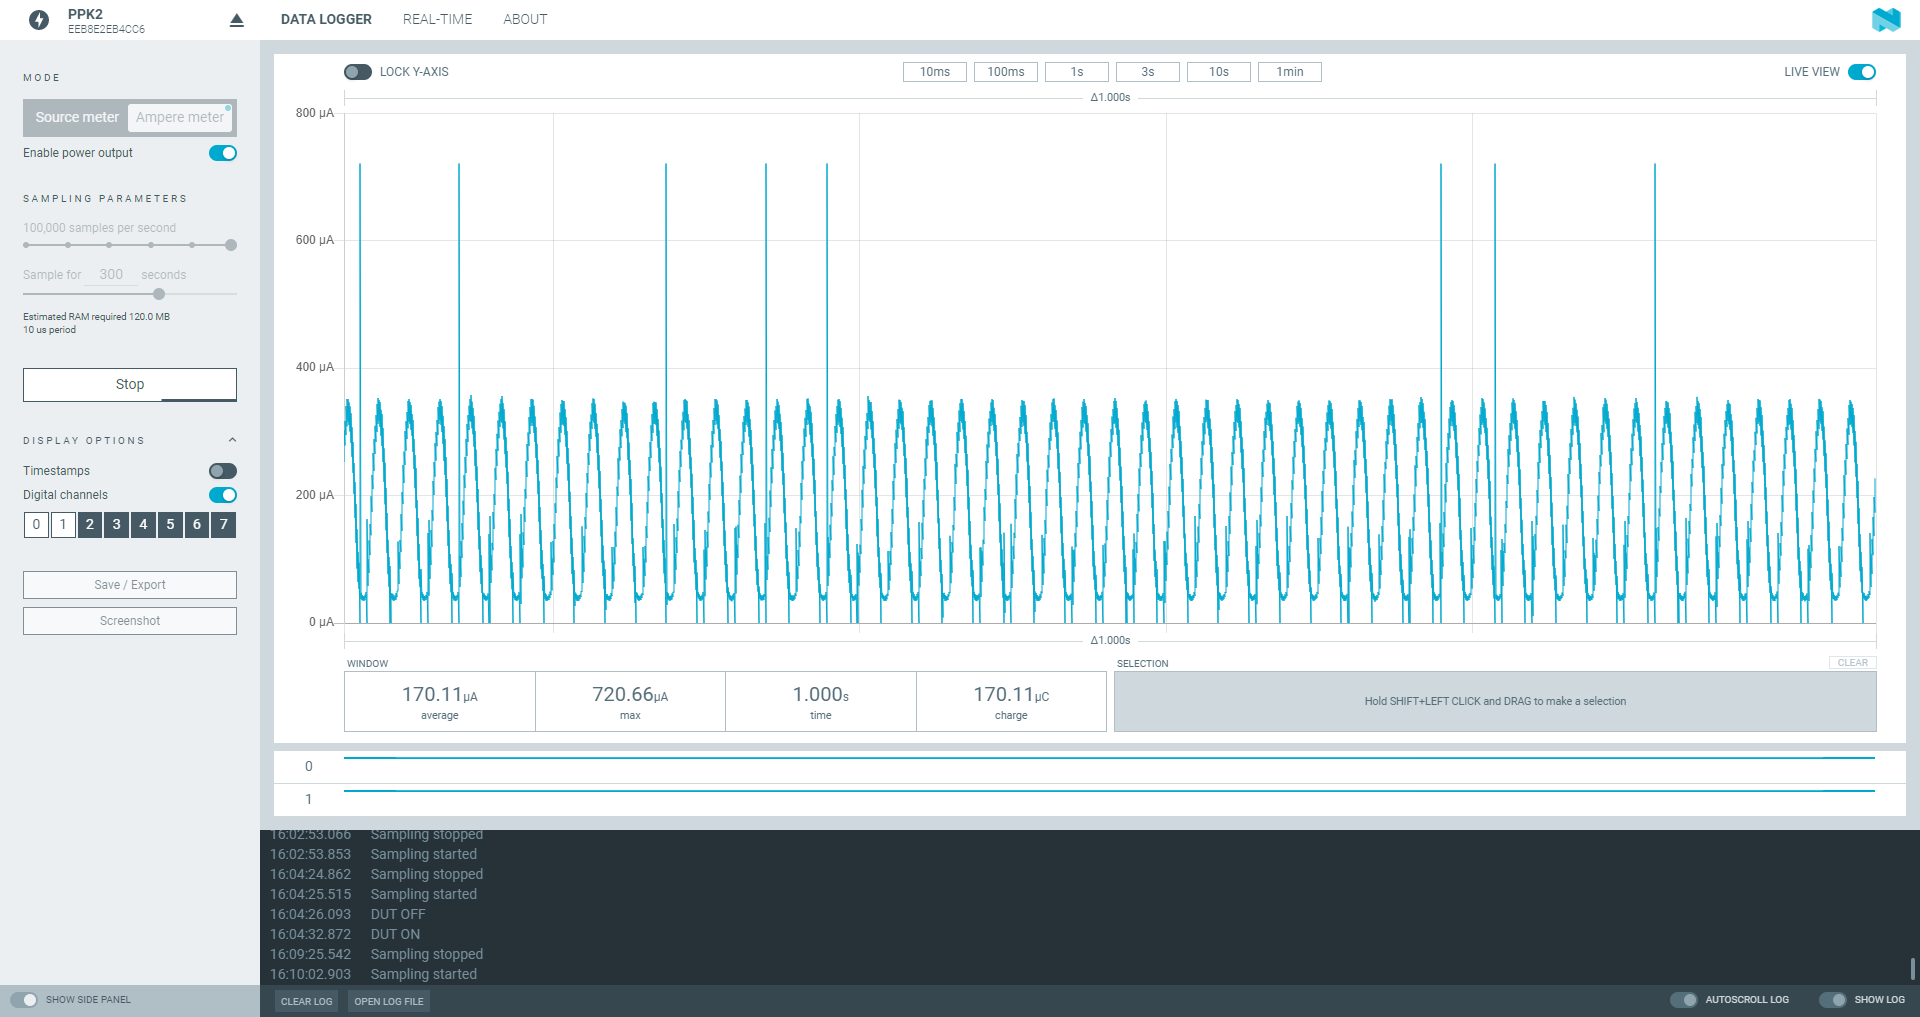 PPK2
EEB8E2EB4CC6
DATA LOGGER REAL-TIME ABOUT
MODE
Source meter Ampere meter
Enable power output
SAMPLING PARAMETERS
100,000 samples per second
Sample for 300 seconds
Estimated RAM required 120.0 MB
10 us period
Stop
DISPLAY OPTIONS
Timestamps
Digital channels
0 1 2 3 4 5 6 7
Save / Export
Screenshot
SHOW SIDE PANEL
LOCK Y-AXIS 10ms 100ms 1s 3s 10s 1min LIVE VIEW
Δ1.000s
800 µA
600 µA
400 µA
200 µA
0 µA
Δ1.000s
WINDOW
170.11µA 720.66µA 1.000s 170.11µC
average max time charge
SELECTION CLEAR
Hold SHIFT+LEFT CLICK and DRAG to make a selection
0
1
16:02:53.066 Sampling stopped
16:02:53.853 Sampling started
16:04:24.862 Sampling stopped
16:04:25.515 Sampling started
16:04:26.093 DUT OFF
16:04:32.872 DUT ON
16:09:25.542 Sampling stopped
16:10:02.903 Sampling started
CLEAR LOG OPEN LOG FILE AUTOSCROLL LOG SHOW LOG